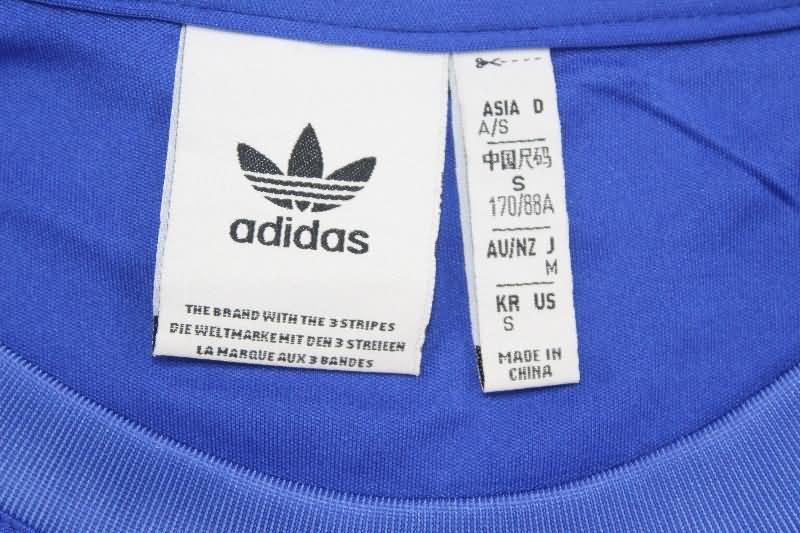 adidas
THE BRAND WITH THE 3 STRIPES
DIE WELTMARKE MIT DEN 3 STREIEEN
LA MARQUE AUX 3 BANDES
ASIA D
A/S
中国尺码
S
170/88A
AU/NZ J
M
KR US
S
MADE IN
CHINA